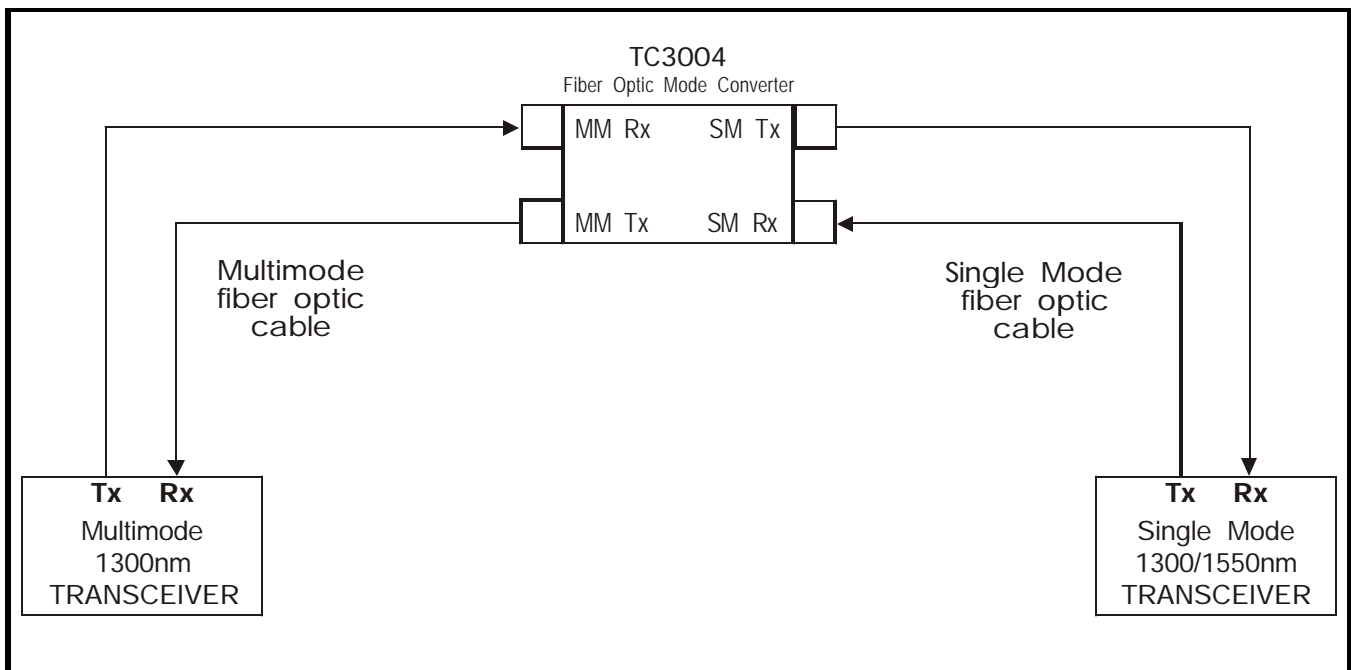 TC3004
Fiber Optic Mode Converter
MM Rx SM Tx
MM Tx SM Rx
Multimode
fiber optic
cable
Single Mode
fiber optic
cable
Tx Rx
Multimode
1300nm
TRANSCEIVER
Tx Rx
Single Mode
1300/1550nm
TRANSCEIVER